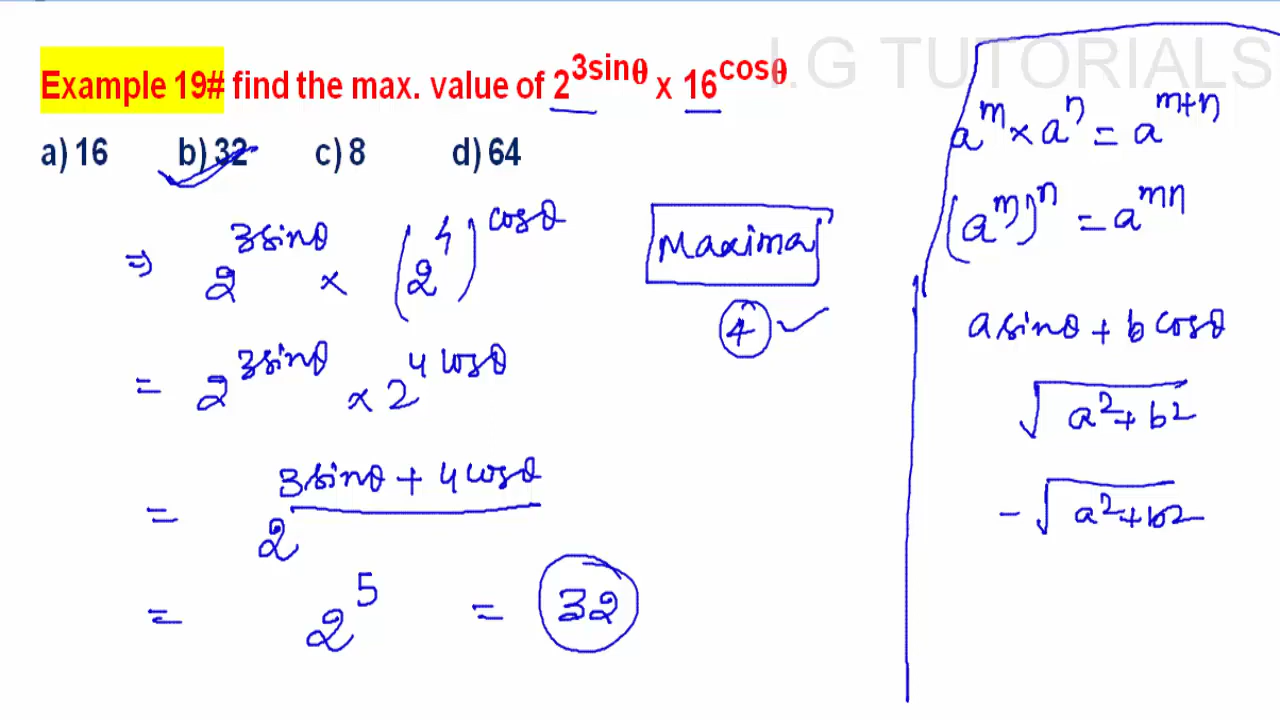 I.G TUTORIALS
Example 19# find the max. value of 2^3sinθ x 16^cosθ
a) 16 b) 32 c) 8 d) 64
⇒ 2^3sinθ × (2^4)^cosθ
= 2^3sinθ × 2^4cosθ
= 2^3sinθ + 4cosθ
= 2^5 = 32
Maxima
4
a^m × a^n = a^m+n
(a^m)^n = a^mn
a sinθ + b cosθ
√a²+b²
-√a²+b²